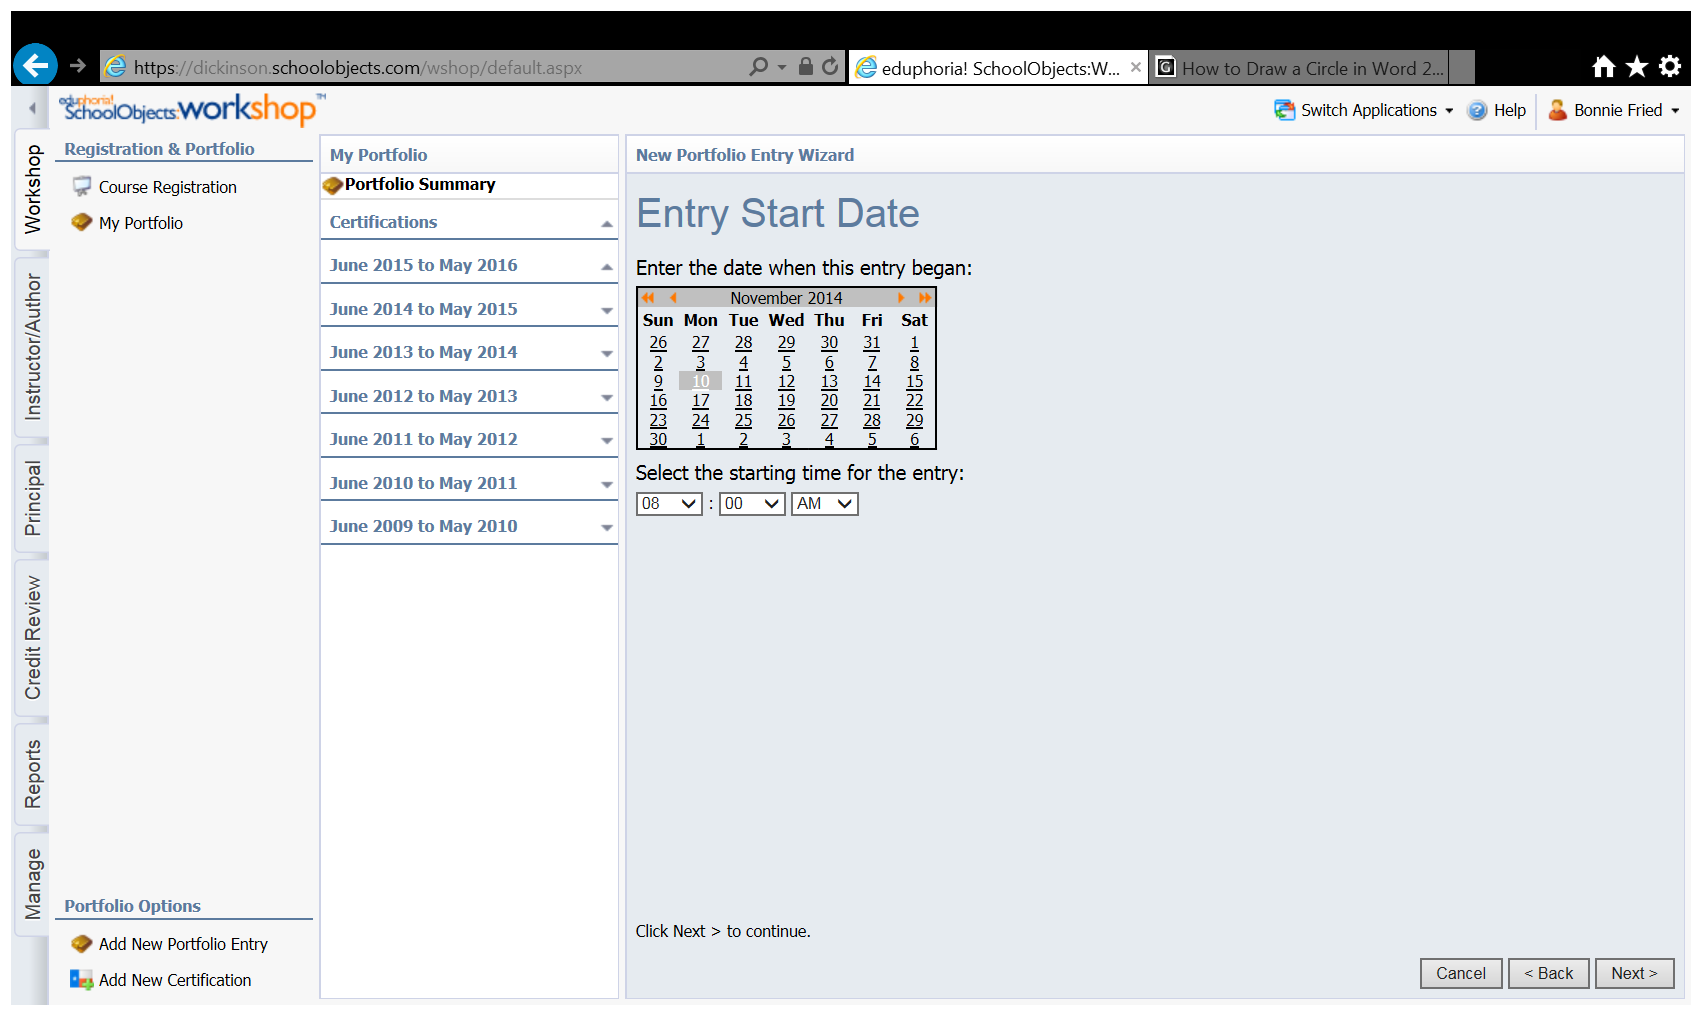 https://dickinson.schoolobjects.com/wshop/default.aspx
eduphoria! SchoolObjects:W...
How to Draw a Circle in Word 2...
eduphoria!
SchoolObjects:workshop™
Switch Applications
Help
Bonnie Fried
Workshop
Instructor/Author
Principal
Credit Review
Reports
Manage
Registration & Portfolio
Course Registration
My Portfolio
Portfolio Options
Add New Portfolio Entry
Add New Certification
My Portfolio
Portfolio Summary
Certifications
June 2015 to May 2016
June 2014 to May 2015
June 2013 to May 2014
June 2012 to May 2013
June 2011 to May 2012
June 2010 to May 2011
June 2009 to May 2010
New Portfolio Entry Wizard
Entry Start Date
Enter the date when this entry began:
November 2014
Sun Mon Tue Wed Thu Fri Sat
26 27 28 29 30 31 1
2 3 4 5 6 7 8
9 10 11 12 13 14 15
16 17 18 19 20 21 22
23 24 25 26 27 28 29
30 1 2 3 4 5 6
Select the starting time for the entry:
08 : 00 AM
Click Next > to continue.
Cancel < Back Next >